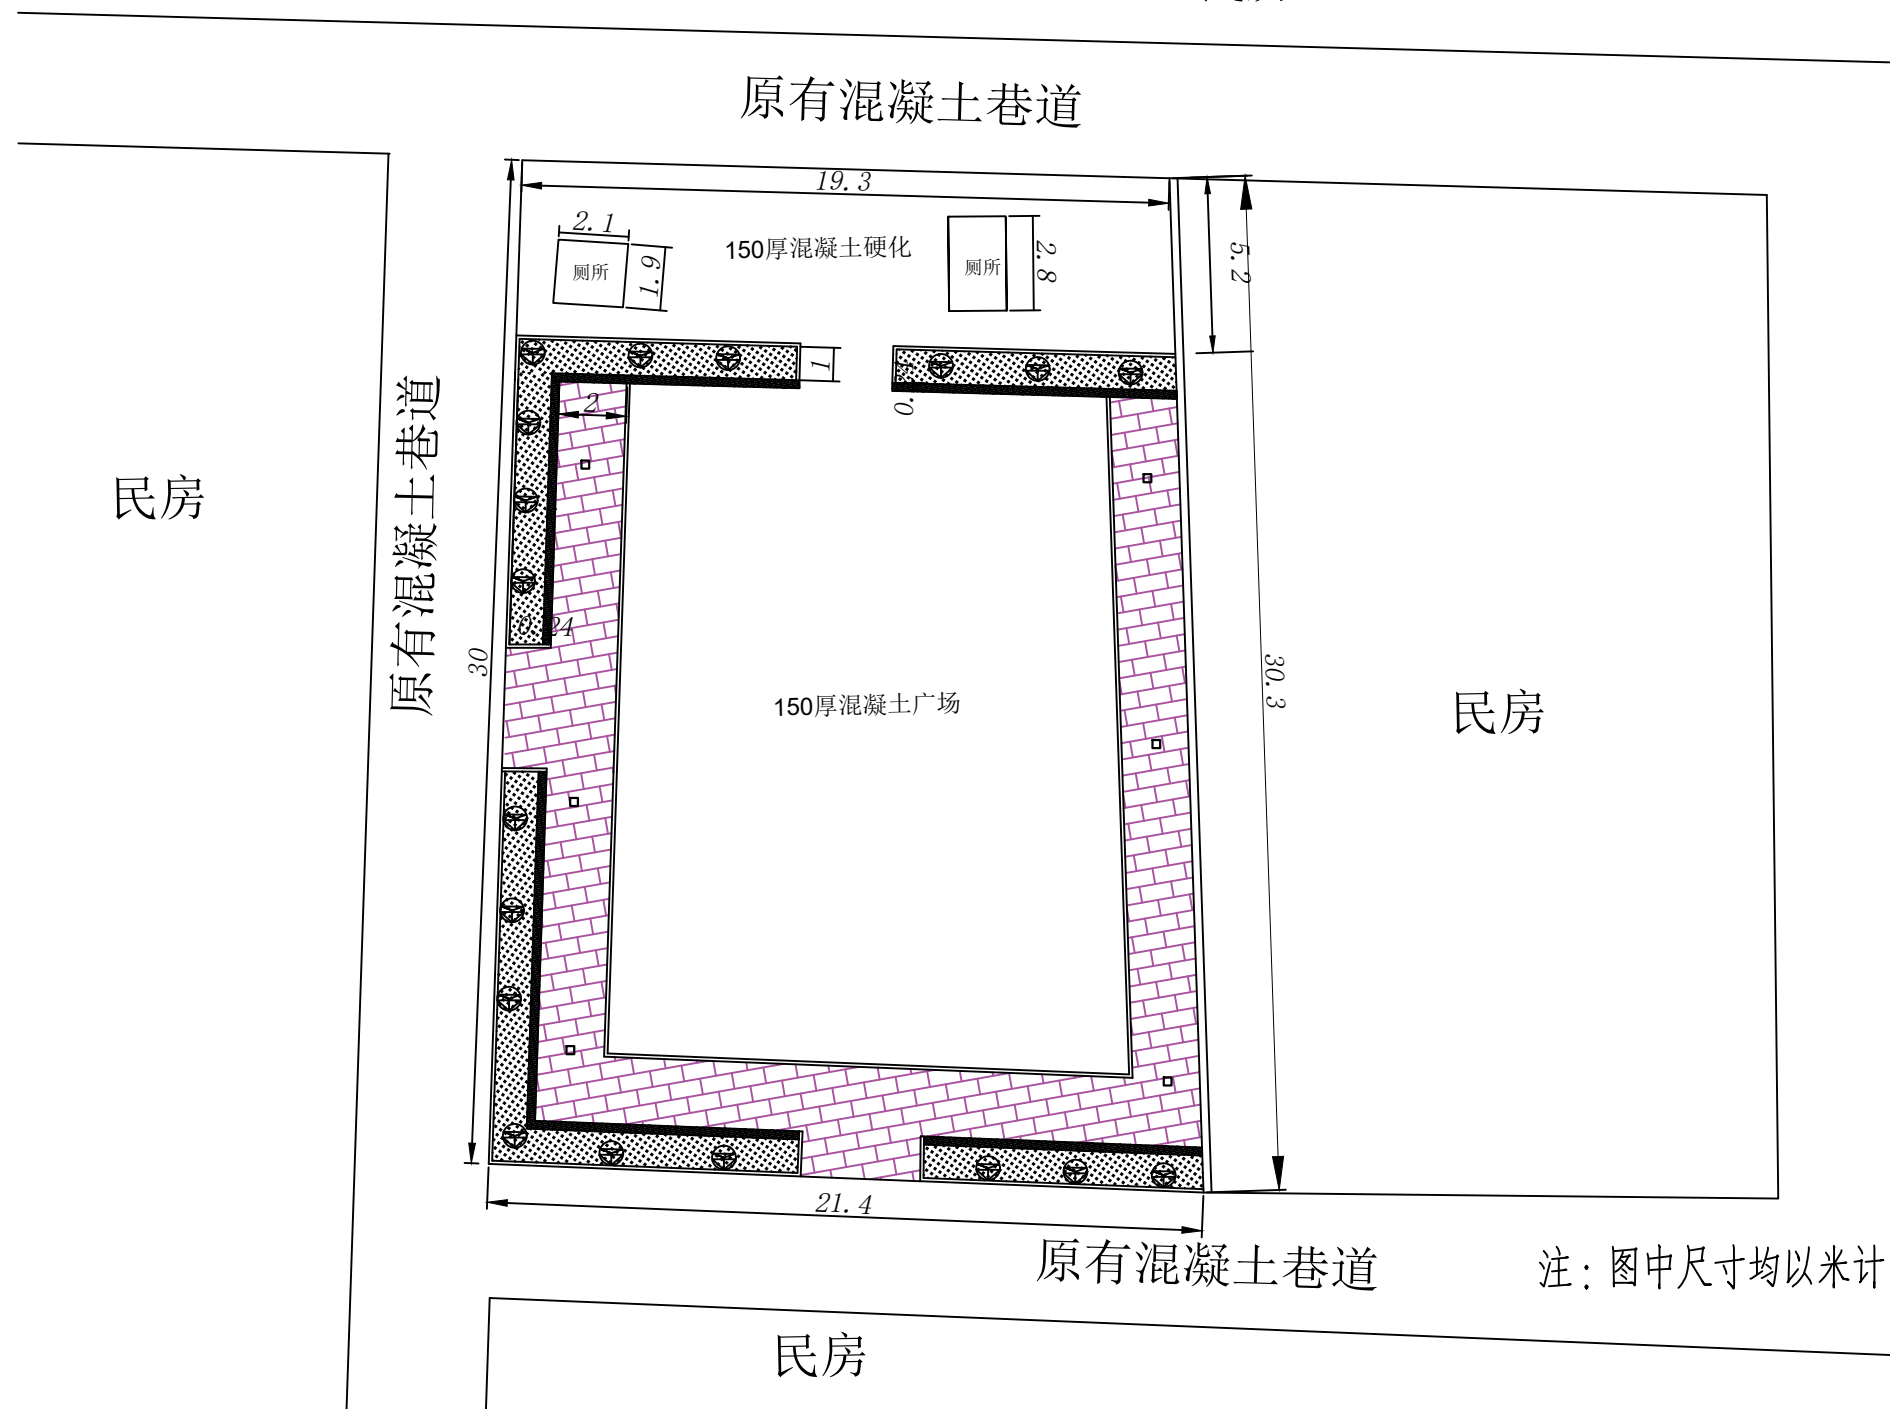 原有混凝土巷道
19.3
2.1
1.9
厕所
150厚混凝土硬化
厕所
2.8
5.2
1
2
民房
原有混凝土巷道
30
150厚混凝土广场
30.3
民房
21.4
原有混凝土巷道
注：图中尺寸均以米计
民房